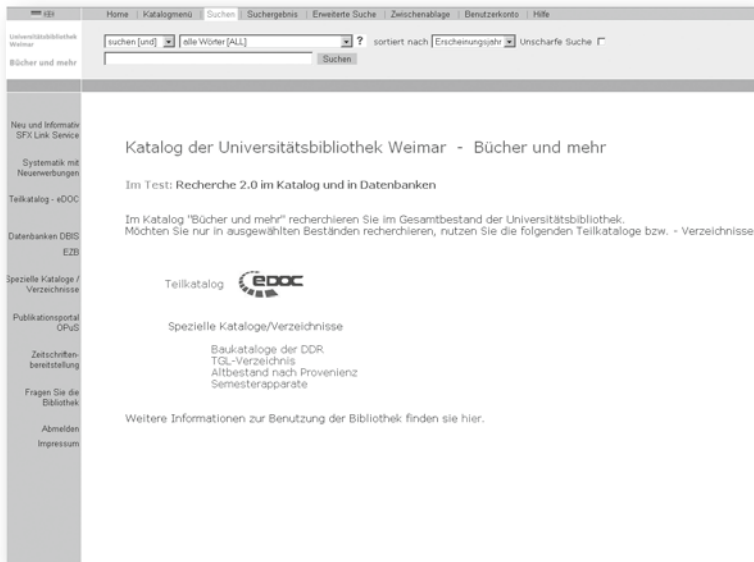 Home | Katalogmenü | Suchen | Suchergebnis | Erweiterte Suche | Zwischenablage | Benutzerkonto | Hilfe
Universitätsbibliothek
Weimar
Bücher und mehr
suchen [und] alle Wörter [ALL] ? sortiert nach Erscheinungsjahr Unscharfe Suche
Suchen
Neu und Informativ
SFX Link Service
Systematik mit
Neuerwerbungen
Teilkatalog - eDOC
Datenbanken DBIS
EZB
Spezielle Kataloge /
Verzeichnisse
Publikationsportal
OPuS
Zeitschriften-
bereitstellung
Fragen Sie die
Bibliothek
Abmelden
Impressum
Katalog der Universitätsbibliothek Weimar - Bücher und mehr
Im Test: Recherche 2.0 im Katalog und in Datenbanken
Im Katalog "Bücher und mehr" recherchieren Sie im Gesamtbestand der Universitätsbibliothek.
Möchten Sie nur in ausgewählten Beständen recherchieren, nutzen Sie die folgenden Teilkataloge bzw. - Verzeichnisse
Teilkatalog eDOC
Spezielle Kataloge/Verzeichnisse
Baukataloge der DDR
TGL-Verzeichnis
Altbestand nach Provenienz
Semesterapparate
Weitere Informationen zur Benutzung der Bibliothek finden sie hier.